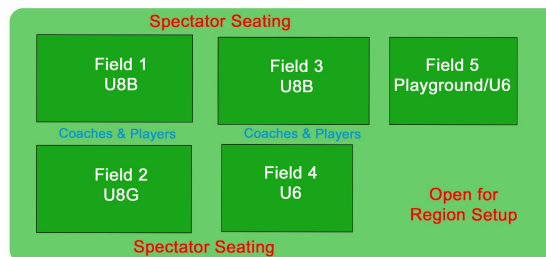 Spectator Seating
Field 1
U8B
Field 3
U8B
Field 5
Playground/U6
Coaches & Players
Coaches & Players
Field 2
U8G
Field 4
U6
Open for
Region Setup
Spectator Seating